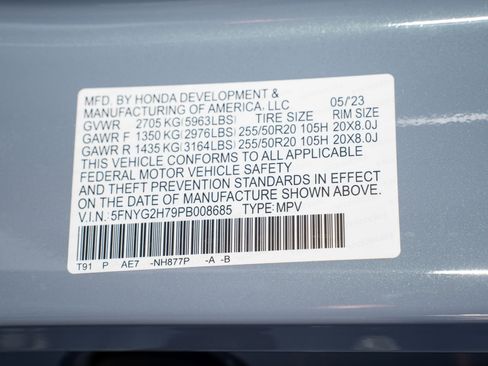 MFD. BY HONDA DEVELOPMENT &
MANUFACTURING OF AMERICA, LLC 05/'23
GVWR 2705 KG(5963LBS) TIRE SIZE RIM SIZE
GAWR F 1350 KG(2976LBS) 255/50R20 105H 20X8.0J
GAWR R 1435 KG(3164LBS) 255/50R20 105H 20X8.0J
THIS VEHICLE CONFORMS TO ALL APPLICABLE
FEDERAL MOTOR VEHICLE SAFETY
AND THEFT PREVENTION STANDARDS IN EFFECT
ON THE DATE OF MANUFACTURE SHOWN ABOVE.
V.I.N.:5FNYG2H79PB008685 TYPE:MPV
T91 P AE7 -NH877P -A -B